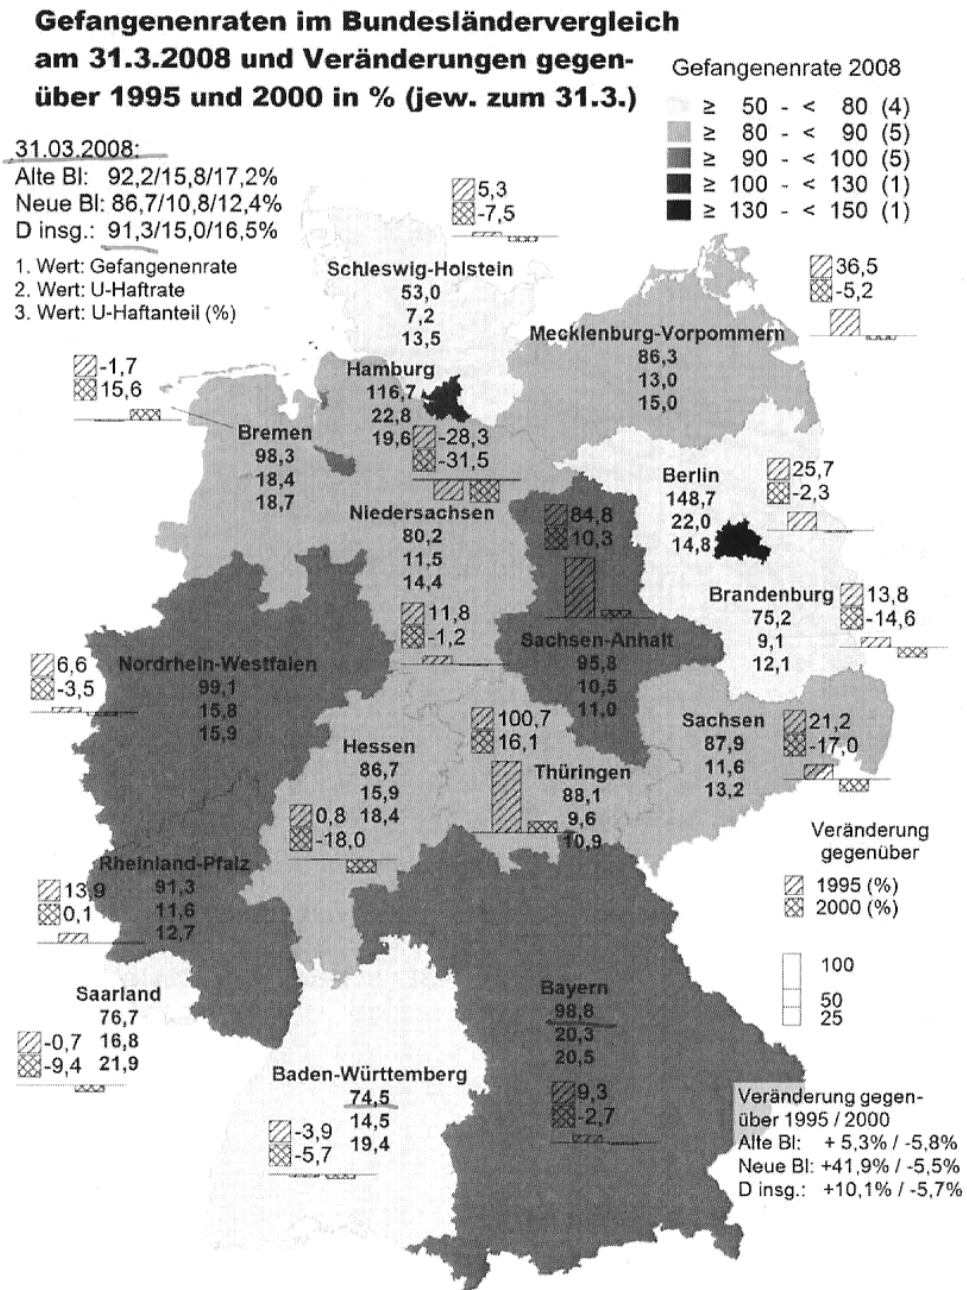 Gefangenenraten im Bundesländervergleich
am 31.3.2008 und Veränderungen gegen-
über 1995 und 2000 in % (jew. zum 31.3.)
Gefangenenrate 2008
≥ 50 - < 80 (4)
≥ 80 - < 90 (5)
≥ 90 - < 100 (5)
≥ 100 - < 130 (1)
≥ 130 - < 150 (1)
31.03.2008:
Alte Bl: 92,2/15,8/17,2%
Neue Bl: 86,7/10,8/12,4%
D insg.: 91,3/15,0/16,5%
1. Wert: Gefangenenrate
2. Wert: U-Haftrate
3. Wert: U-Haftanteil (%)
5,3
-7,5
Schleswig-Holstein
53,0
7,2
13,5
36,5
-5,2
Mecklenburg-Vorpommern
86,3
13,0
15,0
-1,7
15,6
Bremen
98,3
18,4
18,7
Hamburg
116,7
22,8
19,6
-28,3
-31,5
Niedersachsen
80,2
11,5
14,4
11,8
-1,2
Berlin
148,7
22,0
14,8
25,7
-2,3
84,8
10,3
Sachsen-Anhalt
95,8
10,5
11,0
Brandenburg
75,2
9,1
12,1
13,8
-14,6
6,6
-3,5
Nordrhein-Westfalen
99,1
15,8
15,9
Hessen
86,7
15,9
18,4
0,8
-18,0
100,7
16,1
Thüringen
88,1
9,6
10,9
Sachsen
87,9
11,6
13,2
21,2
-17,0
Rheinland-Pfalz
91,3
11,6
12,7
13,9
0,1
Veränderung
gegenüber
1995 (%)
2000 (%)
100
50
25
Saarland
76,7
16,8
21,9
-0,7
-9,4
Baden-Württemberg
74,5
14,5
19,4
-3,9
-5,7
Bayern
98,8
20,3
20,5
9,3
-2,7
Veränderung gegen-
über 1995 / 2000
Alte Bl: + 5,3% / -5,8%
Neue Bl: +41,9% / -5,5%
D insg.: +10,1% / -5,7%